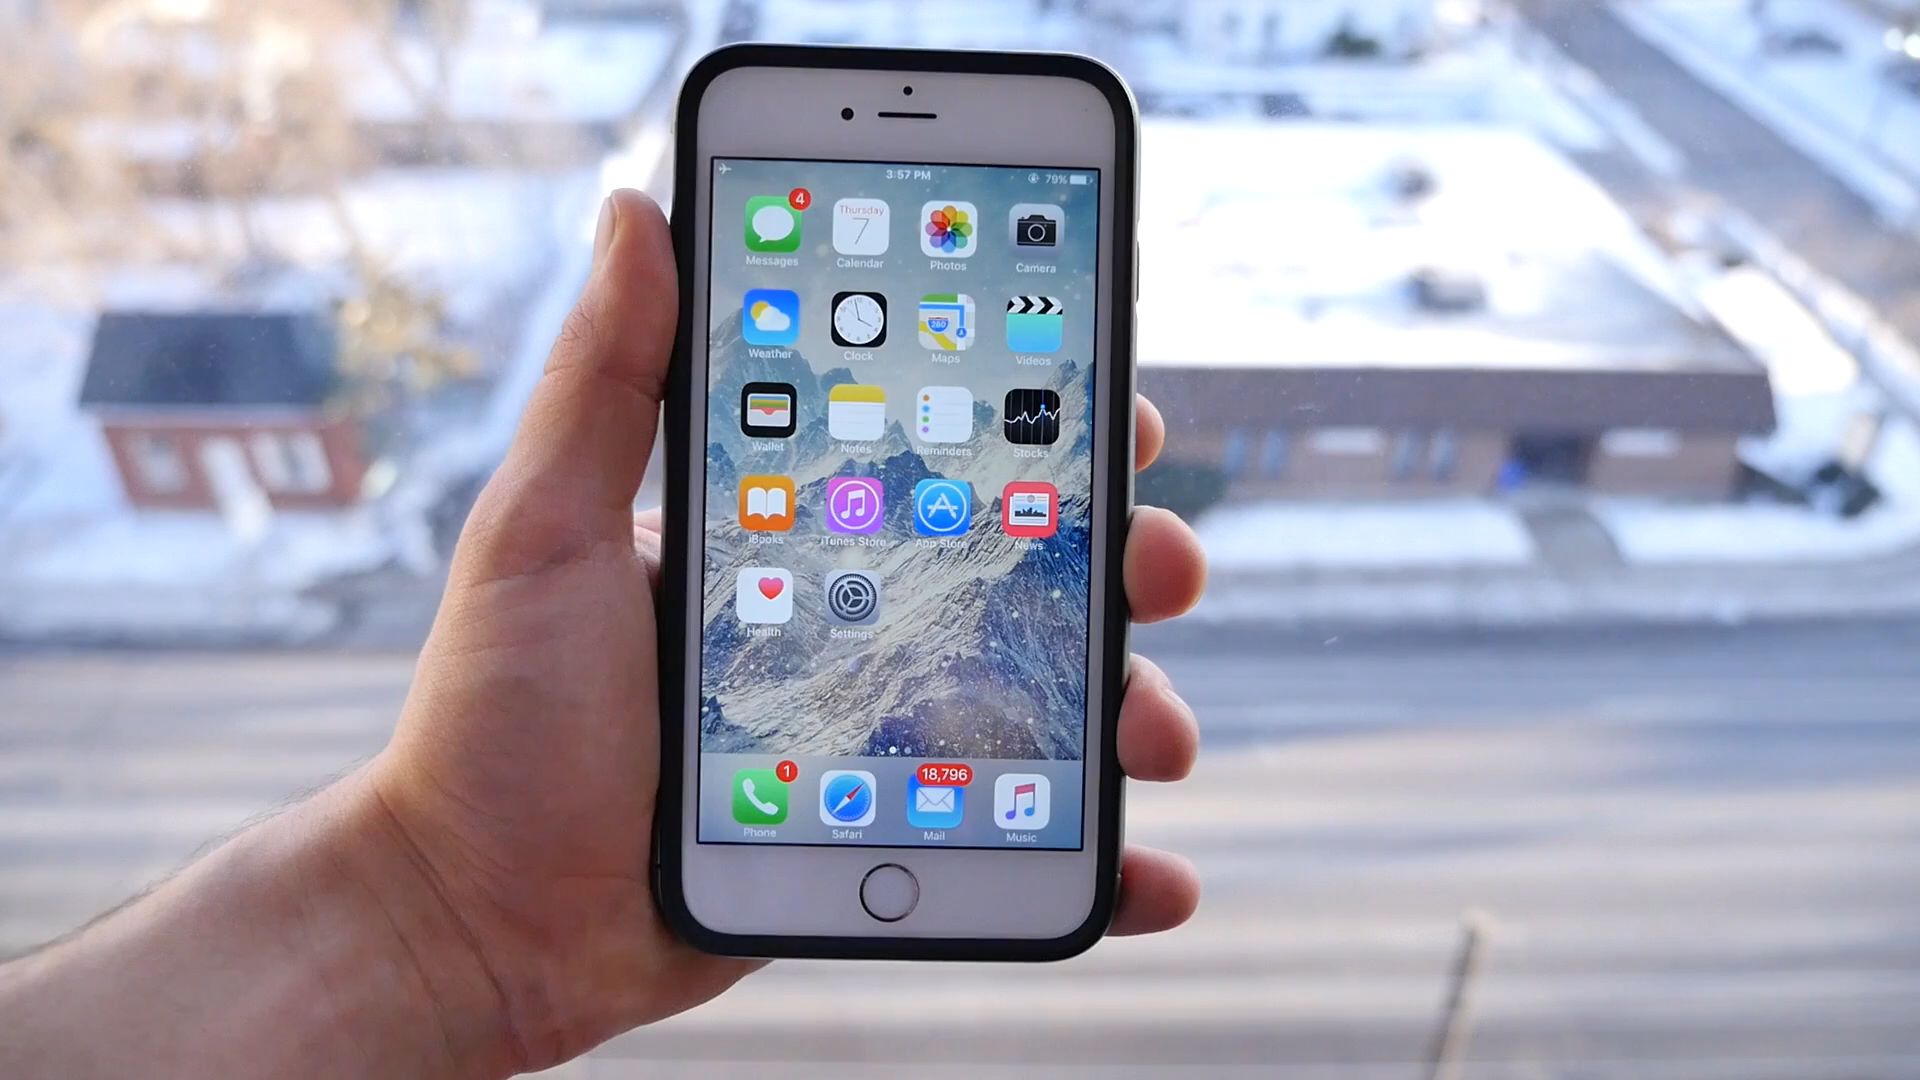 3:57 PM 79%
4
Thursday
7
Messages Calendar Photos Camera
280
Weather Clock Maps Videos
Wallet Notes Reminders Stocks
iBooks iTunes Store App Store News
Health Settings
1 18,796
Phone Safari Mail Music